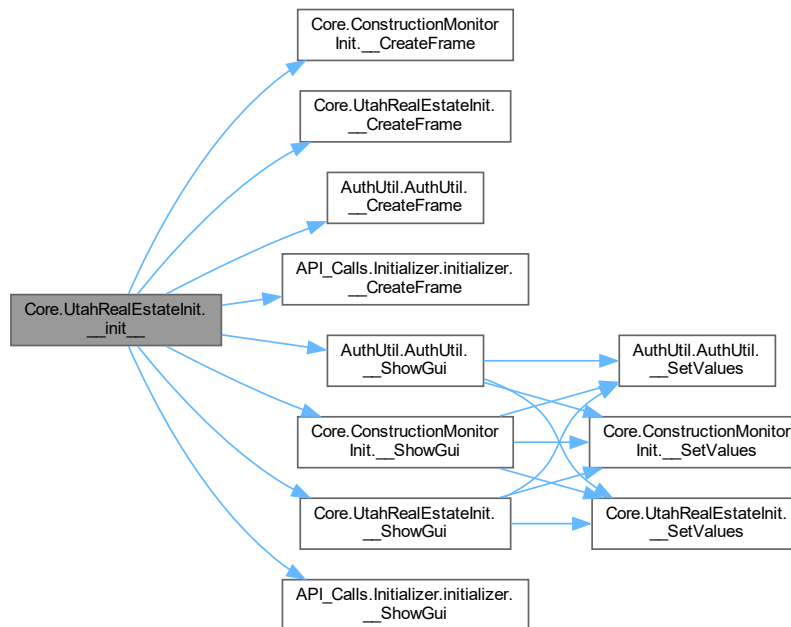 Core.ConstructionMonitor
Init.__CreateFrame
Core.UtahRealEstateInit.
__CreateFrame
AuthUtil.AuthUtil.
__CreateFrame
API_Calls.Initializer.initializer.
__CreateFrame
Core.UtahRealEstateInit.
__init__
AuthUtil.AuthUtil.
__ShowGui
AuthUtil.AuthUtil.
__SetValues
Core.ConstructionMonitor
Init.__ShowGui
Core.ConstructionMonitor
Init.__SetValues
Core.UtahRealEstateInit.
__ShowGui
Core.UtahRealEstateInit.
__SetValues
API_Calls.Initializer.initializer.
__ShowGui